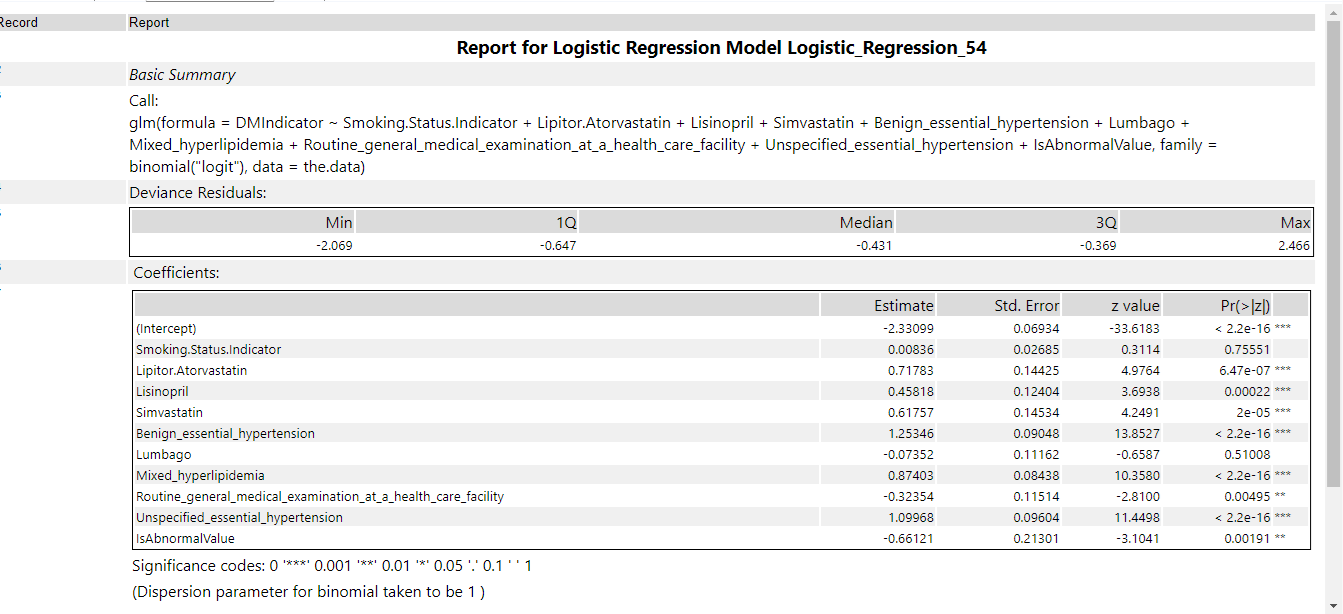 Record Report
Report for Logistic Regression Model Logistic_Regression_54
Basic Summary
Call:
glm(formula = DMIndicator ~ Smoking.Status.Indicator + Lipitor.Atorvastatin + Lisinopril + Simvastatin + Benign_essential_hypertension + Lumbago +
Mixed_hyperlipidemia + Routine_general_medical_examination_at_a_health_care_facility + Unspecified_essential_hypertension + IsAbnormalValue, family =
binomial("logit"), data = the.data)
Deviance Residuals:
Min 1Q Median 3Q Max
-2.069 -0.647 -0.431 -0.369 2.466
Coefficients:
Estimate Std. Error z value Pr(>|z|)
(Intercept) -2.33099 0.06934 -33.6183 < 2.2e-16 ***
Smoking.Status.Indicator 0.00836 0.02685 0.3114 0.75551
Lipitor.Atorvastatin 0.71783 0.14425 4.9764 6.47e-07 ***
Lisinopril 0.45818 0.12404 3.6938 0.00022 ***
Simvastatin 0.61757 0.14534 4.2491 2e-05 ***
Benign_essential_hypertension 1.25346 0.09048 13.8527 < 2.2e-16 ***
Lumbago -0.07352 0.11162 -0.6587 0.51008
Mixed_hyperlipidemia 0.87403 0.08438 10.3580 < 2.2e-16 ***
Routine_general_medical_examination_at_a_health_care_facility -0.32354 0.11514 -2.8100 0.00495 **
Unspecified_essential_hypertension 1.09968 0.09604 11.4498 < 2.2e-16 ***
IsAbnormalValue -0.66121 0.21301 -3.1041 0.00191 **
Significance codes: 0 '***' 0.001 '**' 0.01 '*' 0.05 '.' 0.1 ' ' 1
(Dispersion parameter for binomial taken to be 1 )